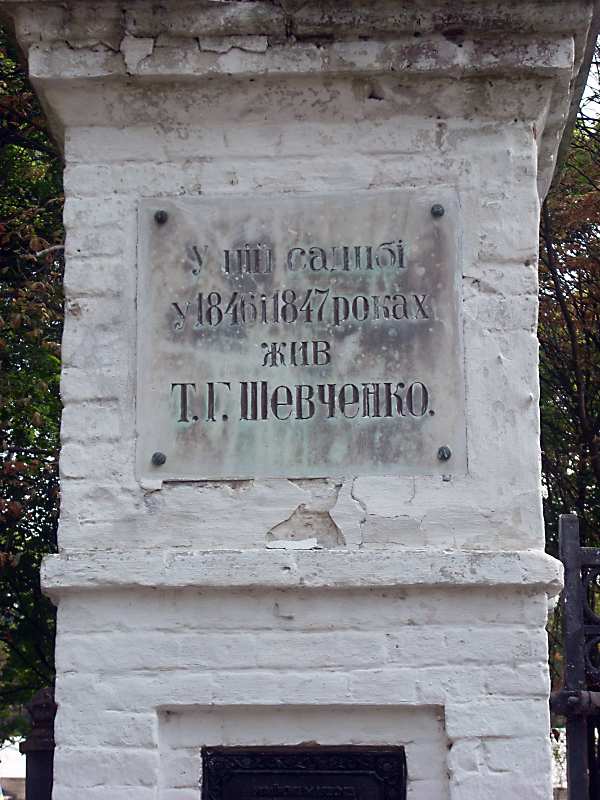 У цій садибі
у 1846 і 1847 роках
жив
Т. Г. Шевченко.